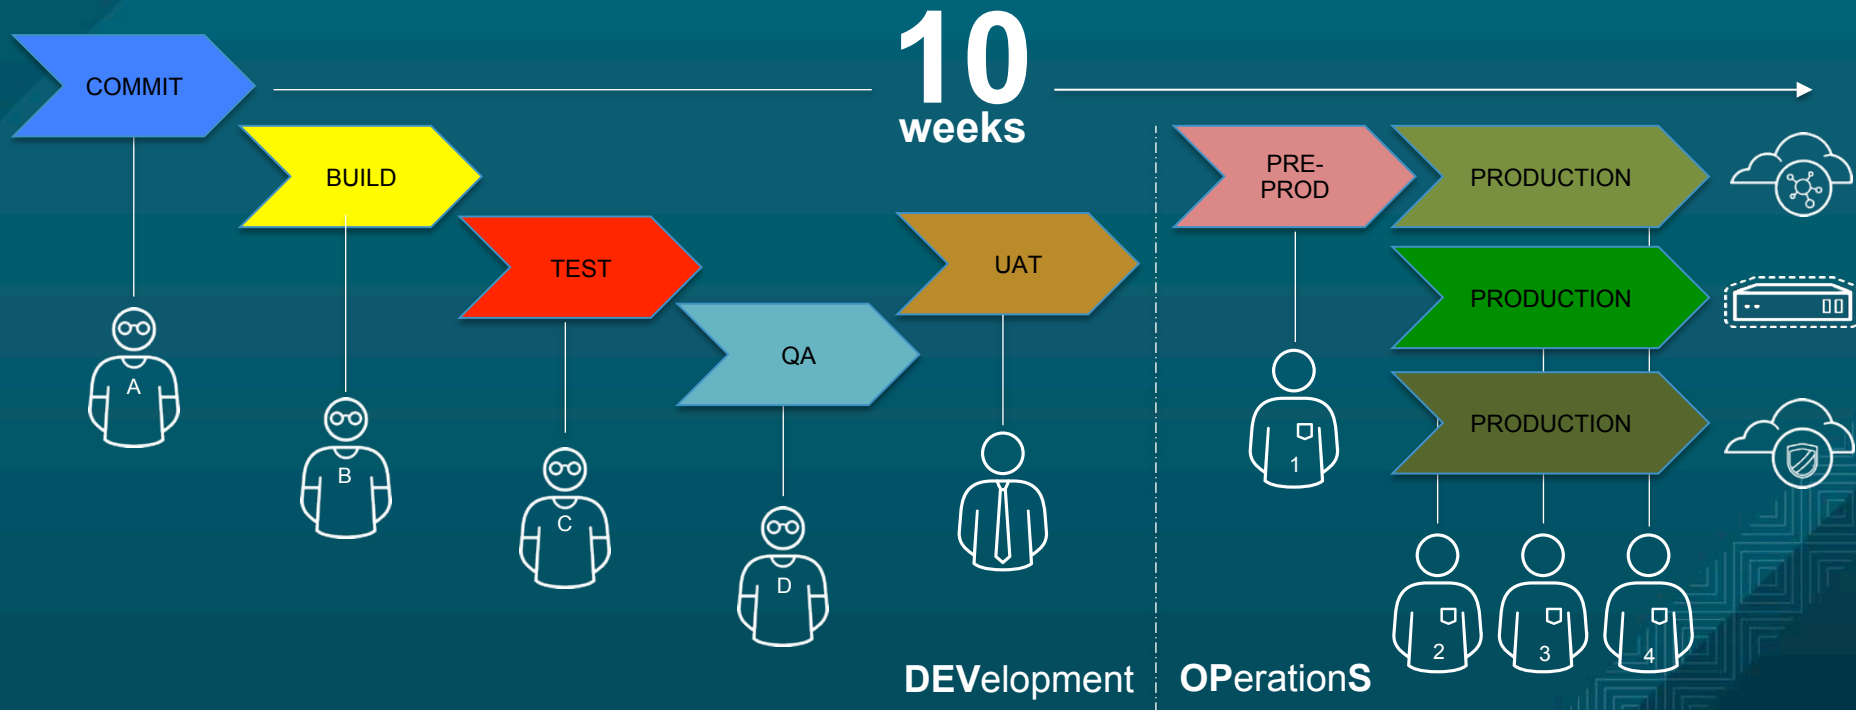 10
weeks
COMMIT
BUILD
TEST
QA
UAT
PRE-
PROD
PRODUCTION
PRODUCTION
PRODUCTION
A
B
C
D
1
2
3
4
DEVelopment
OPerationS